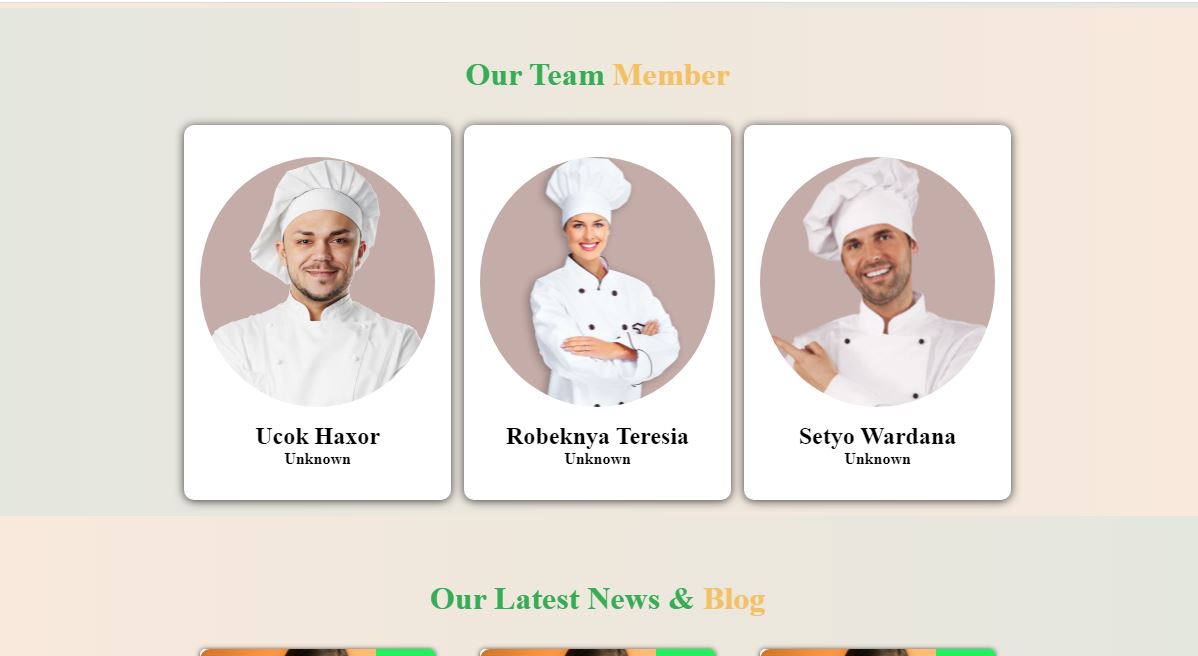 Our Team Member
Ucok Haxor
Unknown
Robeknya Teresia
Unknown
Setyo Wardana
Unknown
Our Latest News & Blog